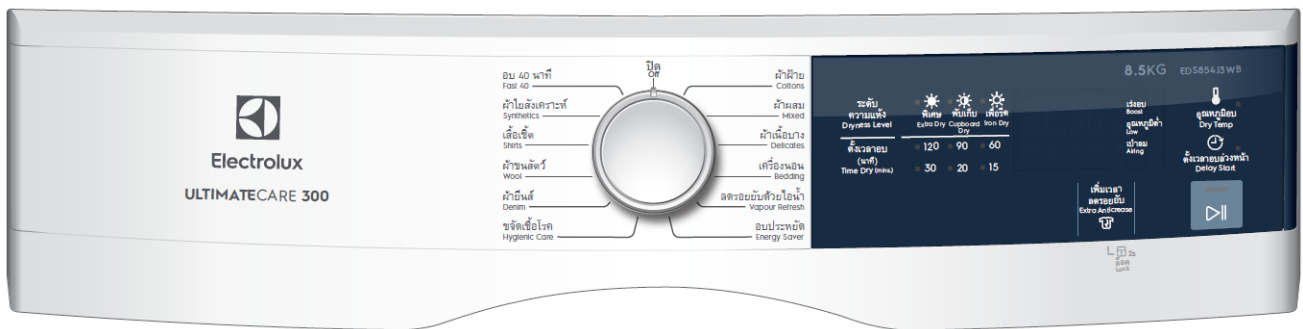 Electrolux
ULTIMATECARE 300
ปิด
Off
อบ 40 นาที
Fast 40
ผ้าใยสังเคราะห์
Synthetics
เสื้อเชิ้ต
Shirts
ผ้าขนสัตว์
Wool
ผ้ายีนส์
Denim
ขจัดเชื้อโรค
Hygienic Care
ผ้าฝ้าย
Cottons
ผ้าผสม
Mixed
ผ้าเนื้อบาง
Delicates
เครื่องนอน
Bedding
ลดรอยยับด้วยไอน้ำ
Vapour Refresh
อบประหยัด
Energy Saver
8.5KG EDS854J3WB
ระดับ
ความแห้ง
Dryness Level
พิเศษ พับเก็บ เพื่อรีด
Extra Dry Cupboard Dry Iron Dry
ตั้งเวลาอบ
(นาที)
Time Dry (mins.)
120 90 60
30 20 15
เร่งอบ
Boost
อุณหภูมิต่ำ
Low
เป่าลม
Airing
อุณหภูมิอบ
Dry Temp
ตั้งเวลาอบล่วงหน้า
Delay Start
เพิ่มเวลา
ลดรอยยับ
Extra Anticrease
2s
ล็อค
Lock